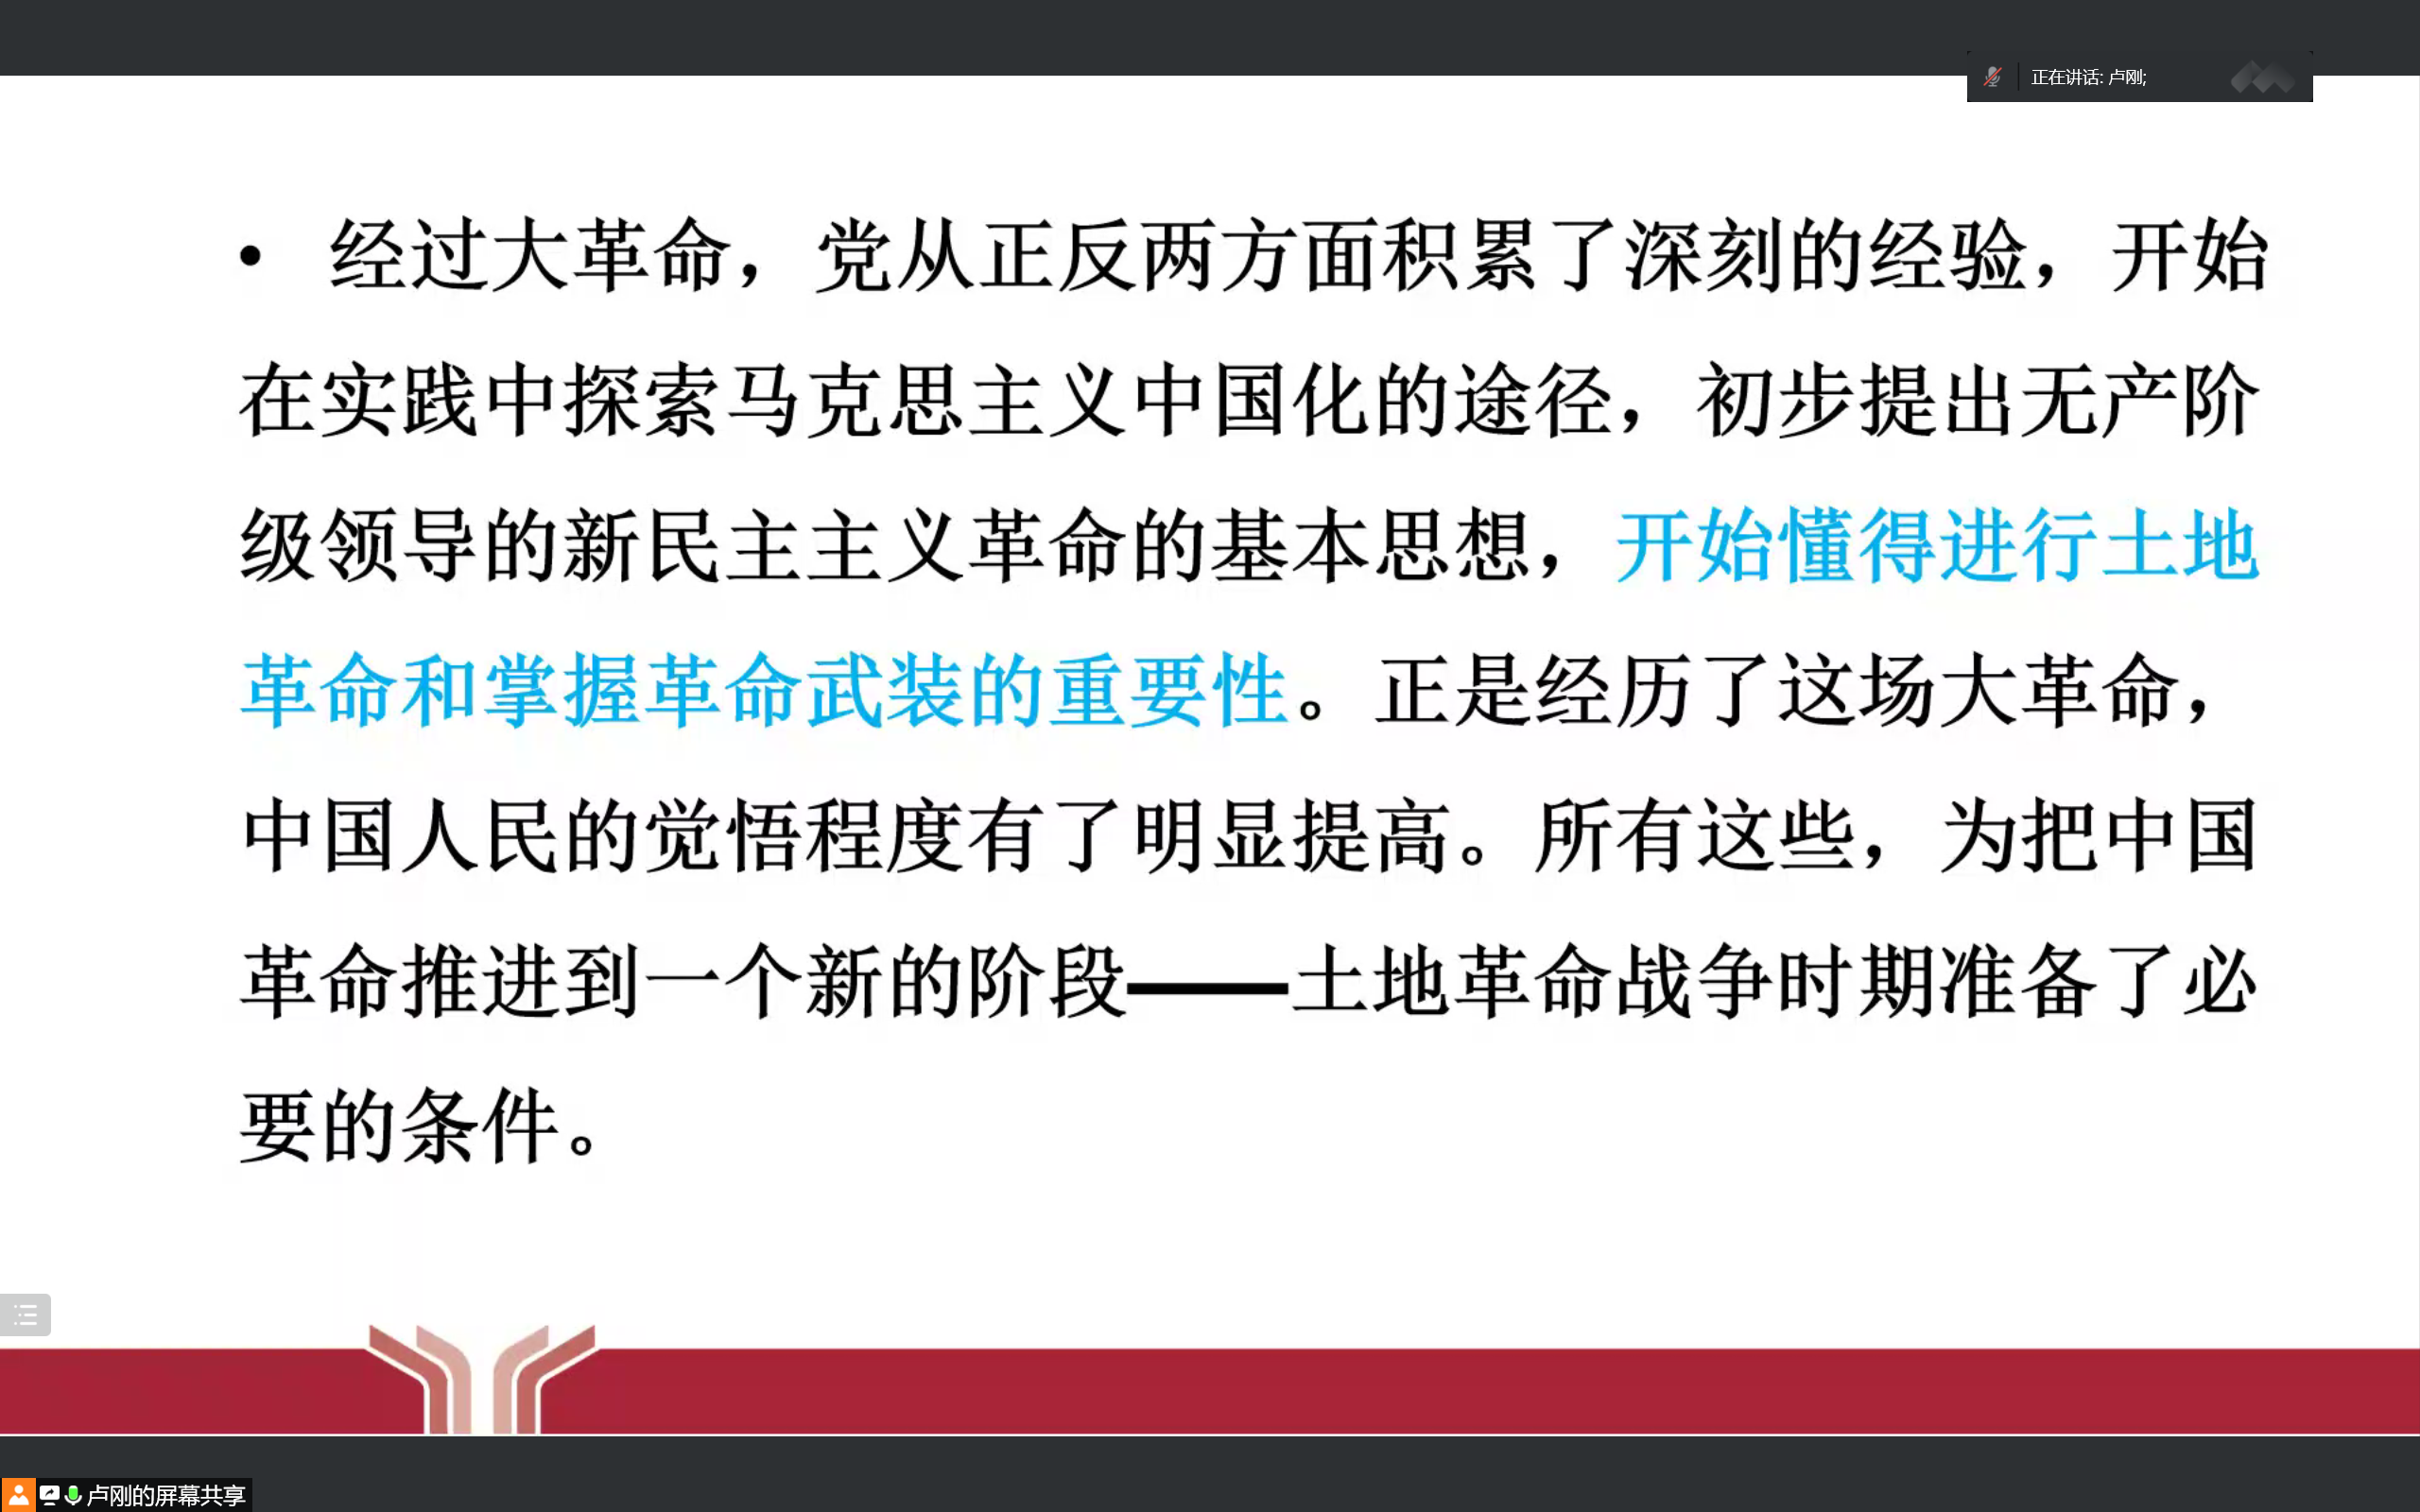 正在讲话: 卢刚;
• 经过大革命，党从正反两方面积累了深刻的经验，开始
在实践中探索马克思主义中国化的途径，初步提出无产阶
级领导的新民主主义革命的基本思想，开始懂得进行土地
革命和掌握革命武装的重要性。正是经历了这场大革命，
中国人民的觉悟程度有了明显提高。所有这些，为把中国
革命推进到一个新的阶段——土地革命战争时期准备了必
要的条件。
卢刚的屏幕共享